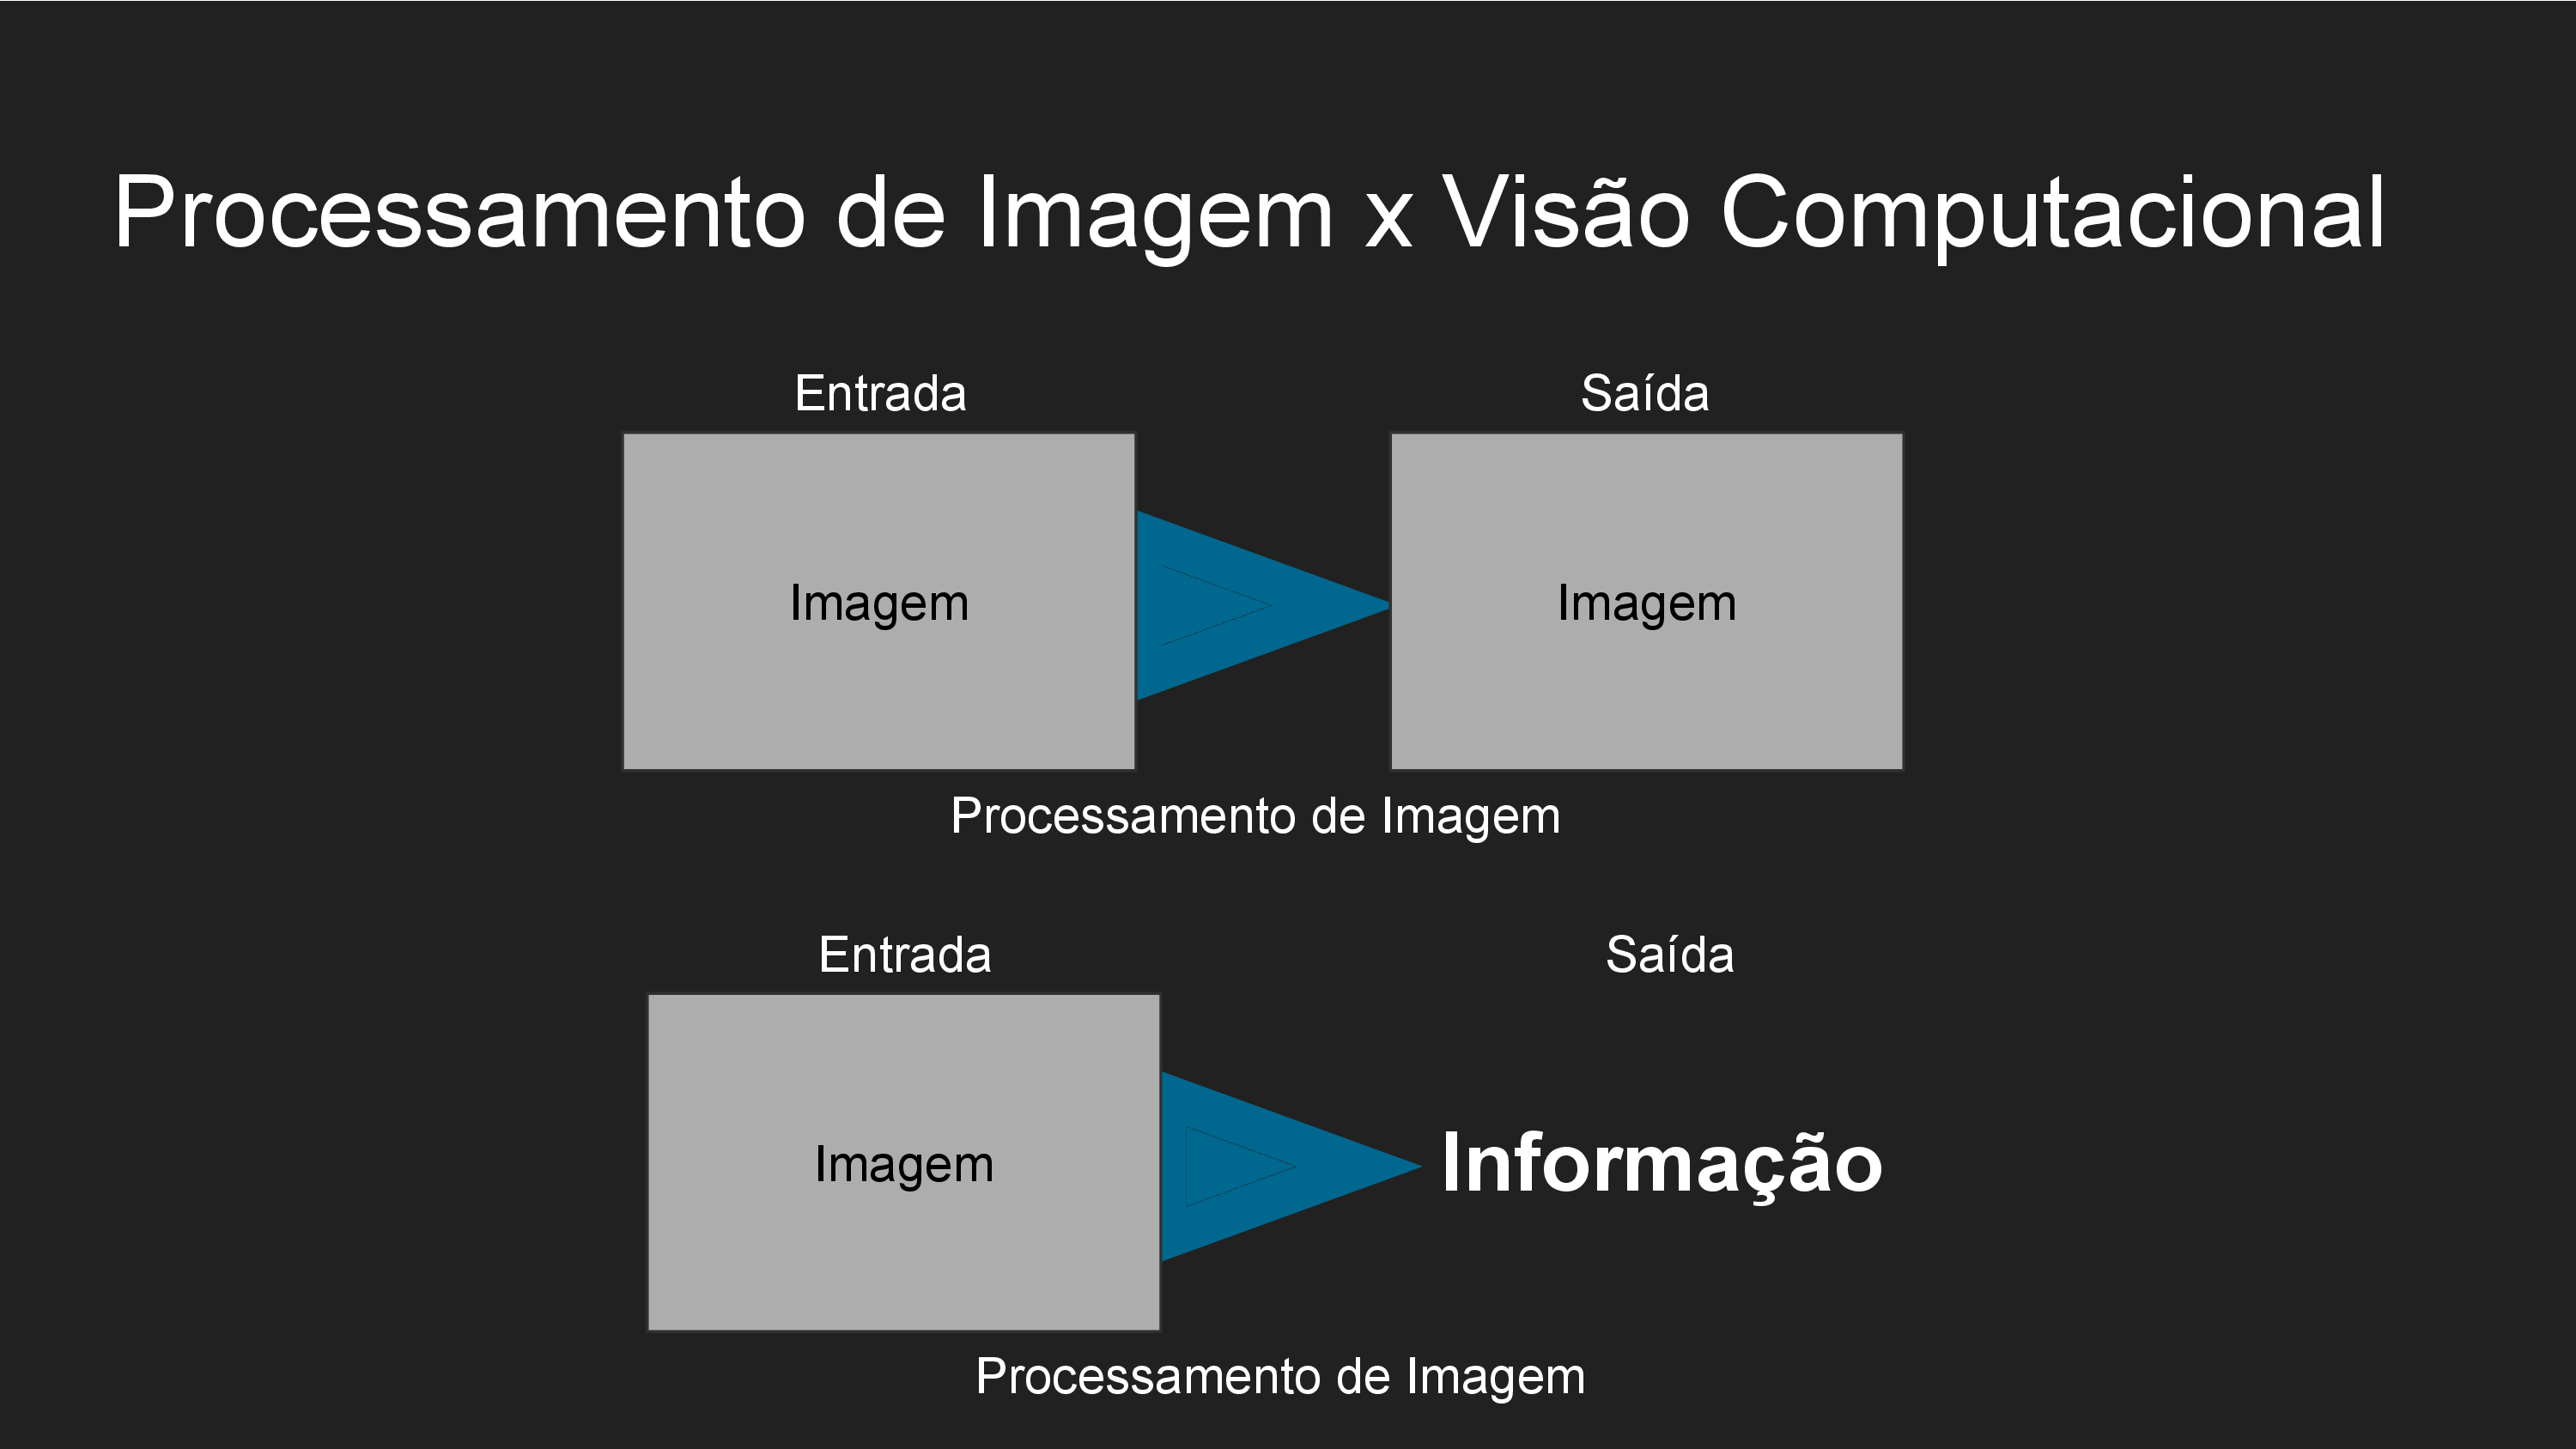 Processamento de Imagem x Visão Computacional
Entrada
Saída
Imagem
Imagem
Processamento de Imagem
Entrada
Saída
Imagem
Informação
Processamento de Imagem